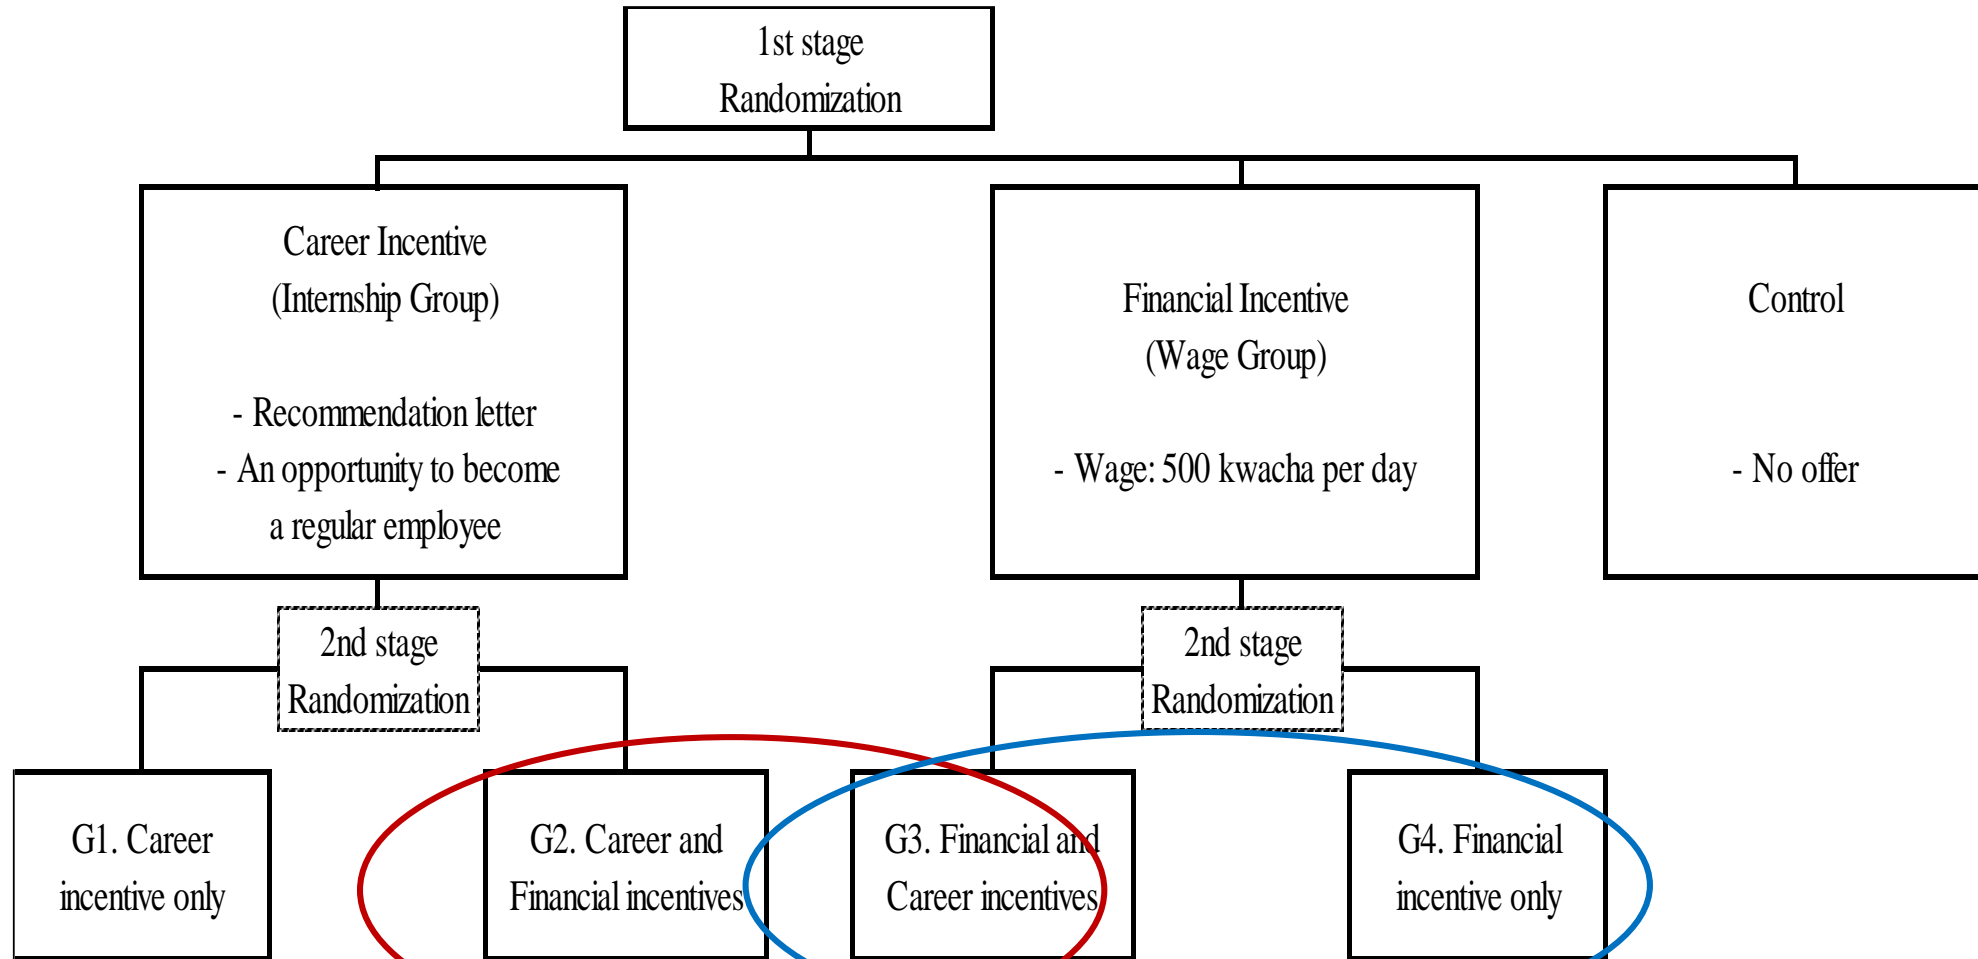 1st stage
Randomization
Career Incentive
(Internship Group)
- Recommendation letter
- An opportunity to become
a regular employee
Financial Incentive
(Wage Group)
- Wage: 500 kwacha per day
Control
- No offer
2nd stage
Randomization
2nd stage
Randomization
G1. Career
incentive only
G2. Career and
Financial incentives
G3. Financial and
Career incentives
G4. Financial
incentive only